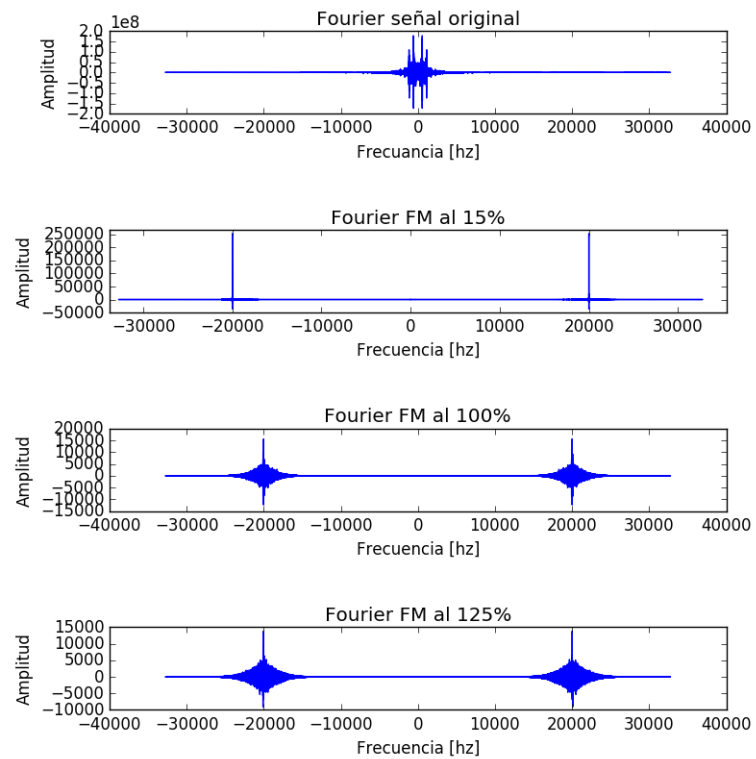 Fourier señal original
1e8
2.0
1.5
1.0
0.5
0.0
−0.5
−1.0
−1.5
−2.0
Amplitud
−40000 −30000 −20000 −10000 0 10000 20000 30000 40000
Frecuancia [hz]
Fourier FM al 15%
250000
200000
150000
100000
50000
0
−50000
Amplitud
−30000 −20000 −10000 0 10000 20000 30000
Frecuencia [hz]
Fourier FM al 100%
20000
15000
10000
5000
0
−5000
−10000
−15000
Amplitud
−40000 −30000 −20000 −10000 0 10000 20000 30000 40000
Frecuencia [hz]
Fourier FM al 125%
15000
10000
5000
0
−5000
−10000
Amplitud
−40000 −30000 −20000 −10000 0 10000 20000 30000 40000
Frecuencia [hz]